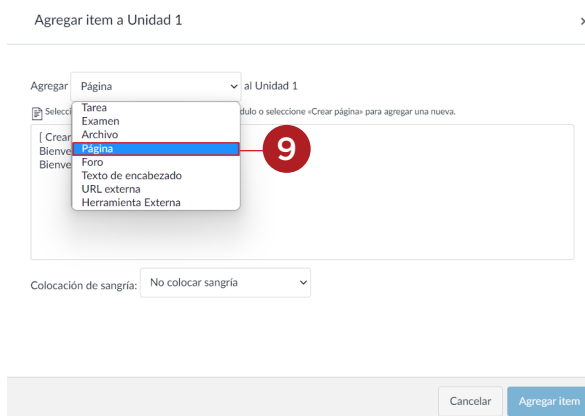 Agregar item a Unidad 1
×
Agregar Página al Unidad 1
Selecci dulo o seleccione «Crear página» para agregar una nueva.
Tarea
Examen
Archivo
Página
Foro
Texto de encabezado
URL externa
Herramienta Externa
[ Crear
Bienve
Bienve
9
Colocación de sangría: No colocar sangría
Cancelar Agregar item